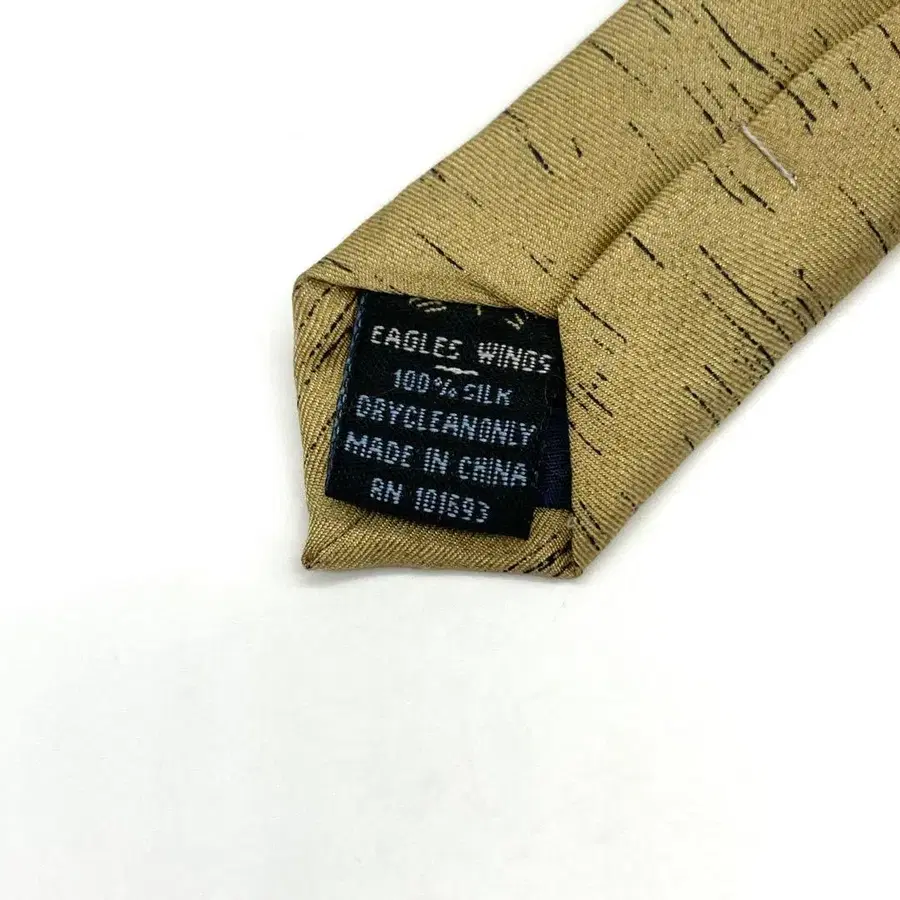 EAGLES WINGS
100% SILK
DRYCLEANONLY
MADE IN CHINA
RN 101693